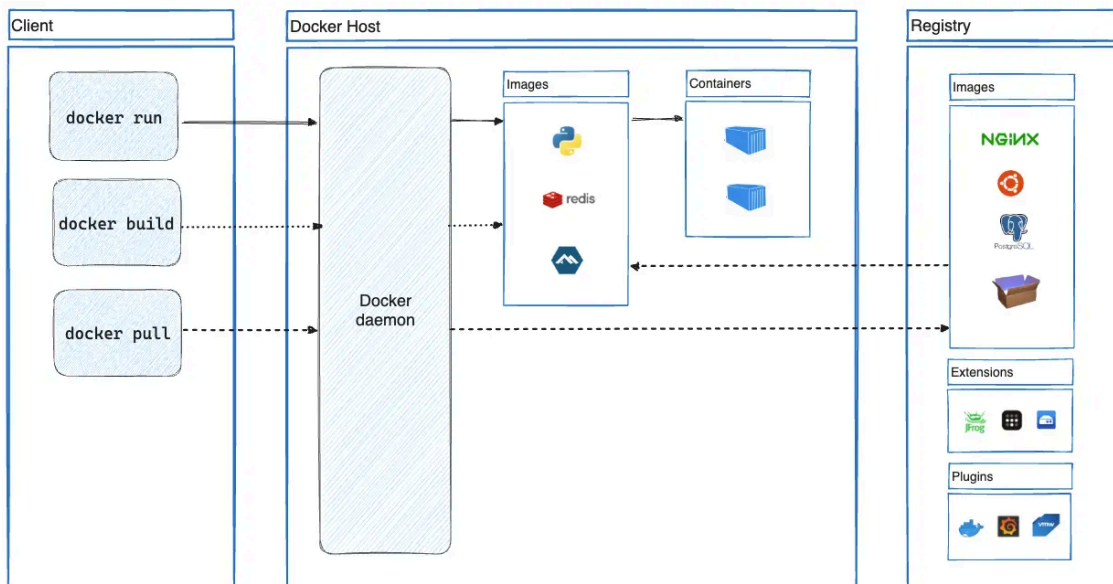 Client
Docker Host
Registry
docker run
docker build
docker pull
Docker
daemon
Images
redis
Containers
Images
NGINX
PostgreSQL
Extensions
JFrog
Plugins
vmw